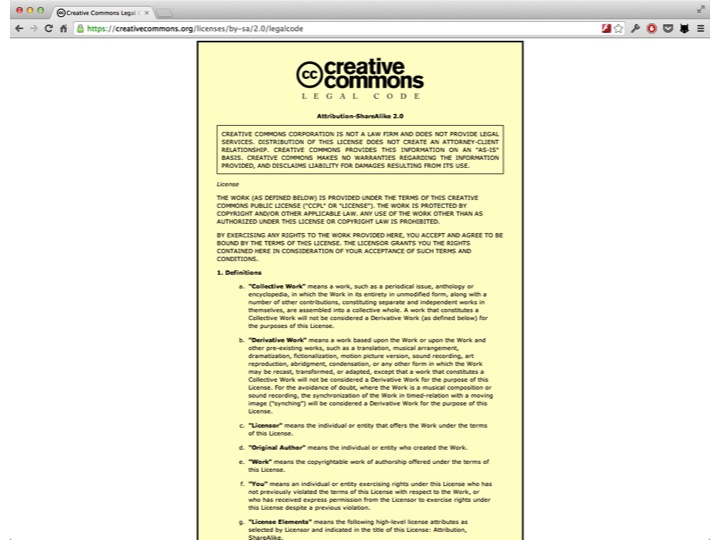 Creative Commons Legal C
https://creativecommons.org/licenses/by-sa/2.0/legalcode
cc creative
commons
LEGAL CODE
Attribution-ShareAlike 2.0
CREATIVE COMMONS CORPORATION IS NOT A LAW FIRM AND DOES NOT PROVIDE LEGAL
SERVICES. DISTRIBUTION OF THIS LICENSE DOES NOT CREATE AN ATTORNEY-CLIENT
RELATIONSHIP. CREATIVE COMMONS PROVIDES THIS INFORMATION ON AN "AS-IS"
BASIS. CREATIVE COMMONS MAKES NO WARRANTIES REGARDING THE INFORMATION
PROVIDED, AND DISCLAIMS LIABILITY FOR DAMAGES RESULTING FROM ITS USE.
License
THE WORK (AS DEFINED BELOW) IS PROVIDED UNDER THE TERMS OF THIS CREATIVE
COMMONS PUBLIC LICENSE ("CCPL" OR "LICENSE"). THE WORK IS PROTECTED BY
COPYRIGHT AND/OR OTHER APPLICABLE LAW. ANY USE OF THE WORK OTHER THAN AS
AUTHORIZED UNDER THIS LICENSE OR COPYRIGHT LAW IS PROHIBITED.
BY EXERCISING ANY RIGHTS TO THE WORK PROVIDED HERE, YOU ACCEPT AND AGREE TO BE
BOUND BY THE TERMS OF THIS LICENSE. THE LICENSOR GRANTS YOU THE RIGHTS
CONTAINED HERE IN CONSIDERATION OF YOUR ACCEPTANCE OF SUCH TERMS AND
CONDITIONS.
1. Definitions
a. "Collective Work" means a work, such as a periodical issue, anthology or
encyclopedia, in which the Work in its entirety in unmodified form, along with a
number of other contributions, constituting separate and independent works in
themselves, are assembled into a collective whole. A work that constitutes a
Collective Work will not be considered a Derivative Work (as defined below) for
the purposes of this License.
b. "Derivative Work" means a work based upon the Work or upon the Work and
other pre-existing works, such as a translation, musical arrangement,
dramatization, fictionalization, motion picture version, sound recording, art
reproduction, abridgment, condensation, or any other form in which the Work
may be recast, transformed, or adapted, except that a work that constitutes a
Collective Work will not be considered a Derivative Work for the purpose of this
License. For the avoidance of doubt, where the Work is a musical composition or
sound recording, the synchronization of the Work in timed-relation with a moving
image ("synching") will be considered a Derivative Work for the purpose of this
License.
c. "Licensor" means the individual or entity that offers the Work under the terms
of this License.
d. "Original Author" means the individual or entity who created the Work.
e. "Work" means the copyrightable work of authorship offered under the terms of
this License.
f. "You" means an individual or entity exercising rights under this License who has
not previously violated the terms of this License with respect to the Work, or
who has received express permission from the Licensor to exercise rights under
this License despite a previous violation.
g. "License Elements" means the following high-level license attributes as
selected by Licensor and indicated in the title of this License: Attribution,
ShareAlike.